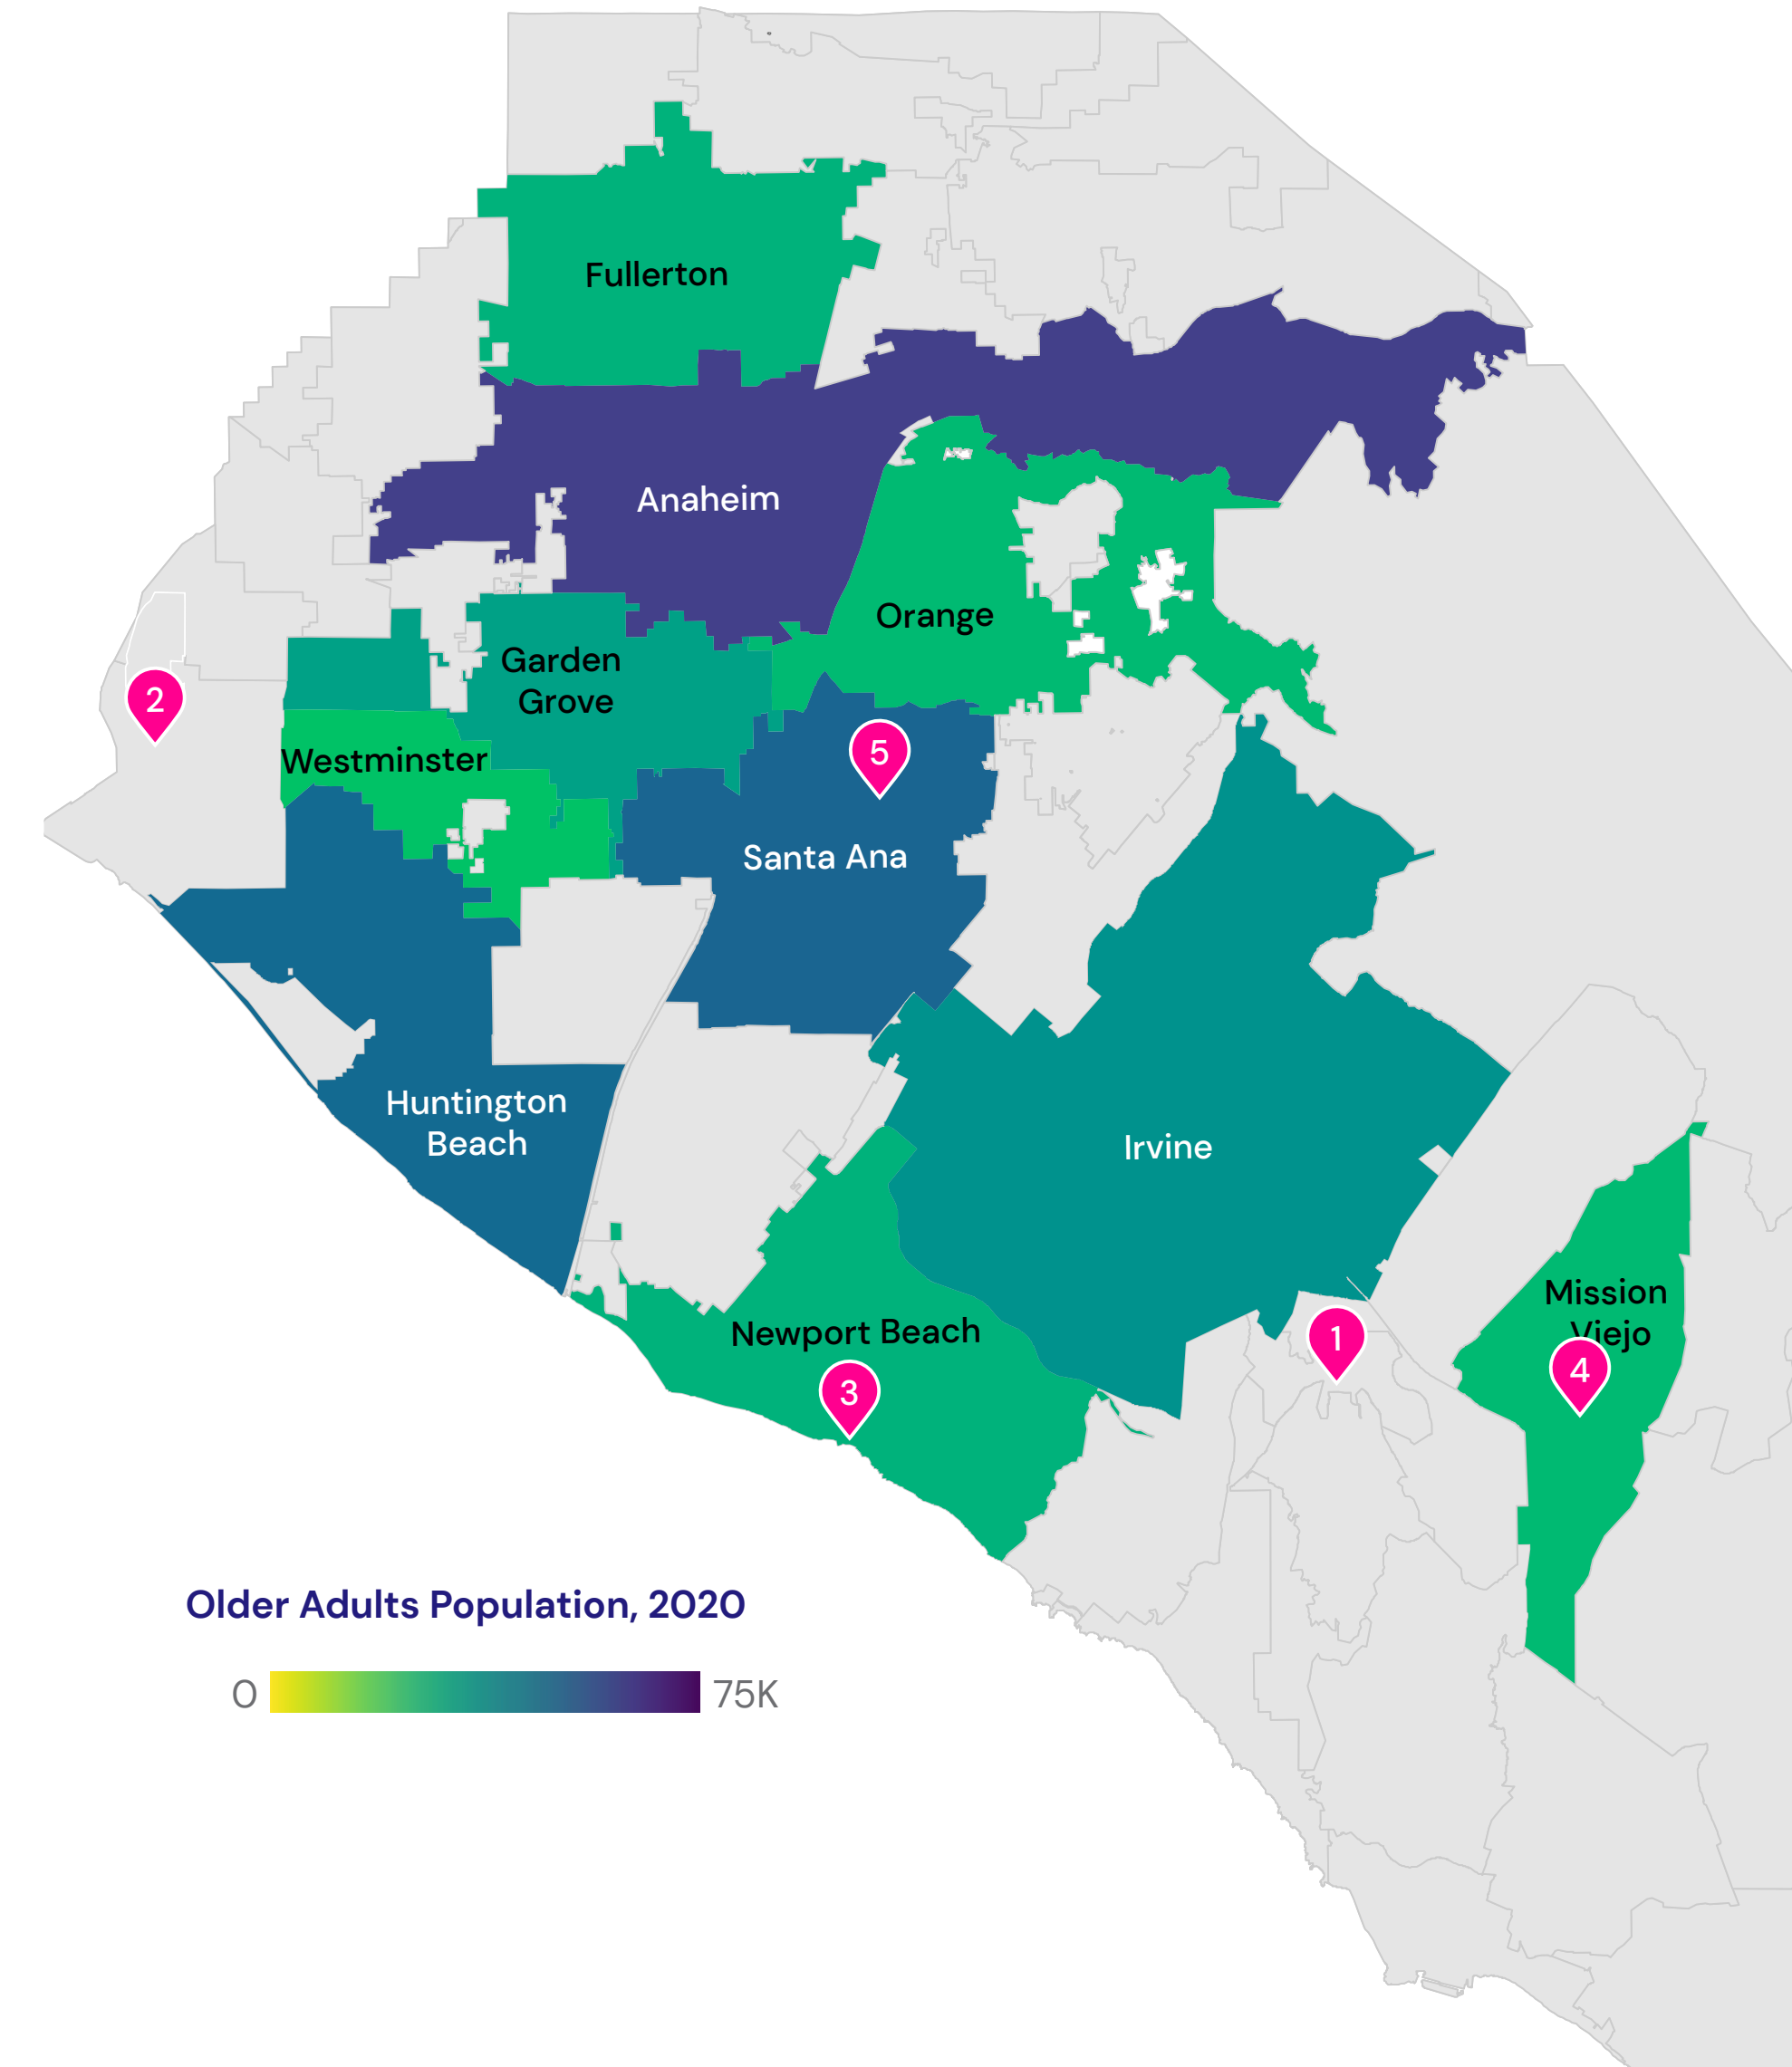 Fullerton
Anaheim
Orange
Garden
Grove
2
Westminster
5
Santa Ana
Huntington
Beach
Irvine
Mission
Viejo
Newport Beach
1
4
3
Older Adults Population, 2020
0
75K